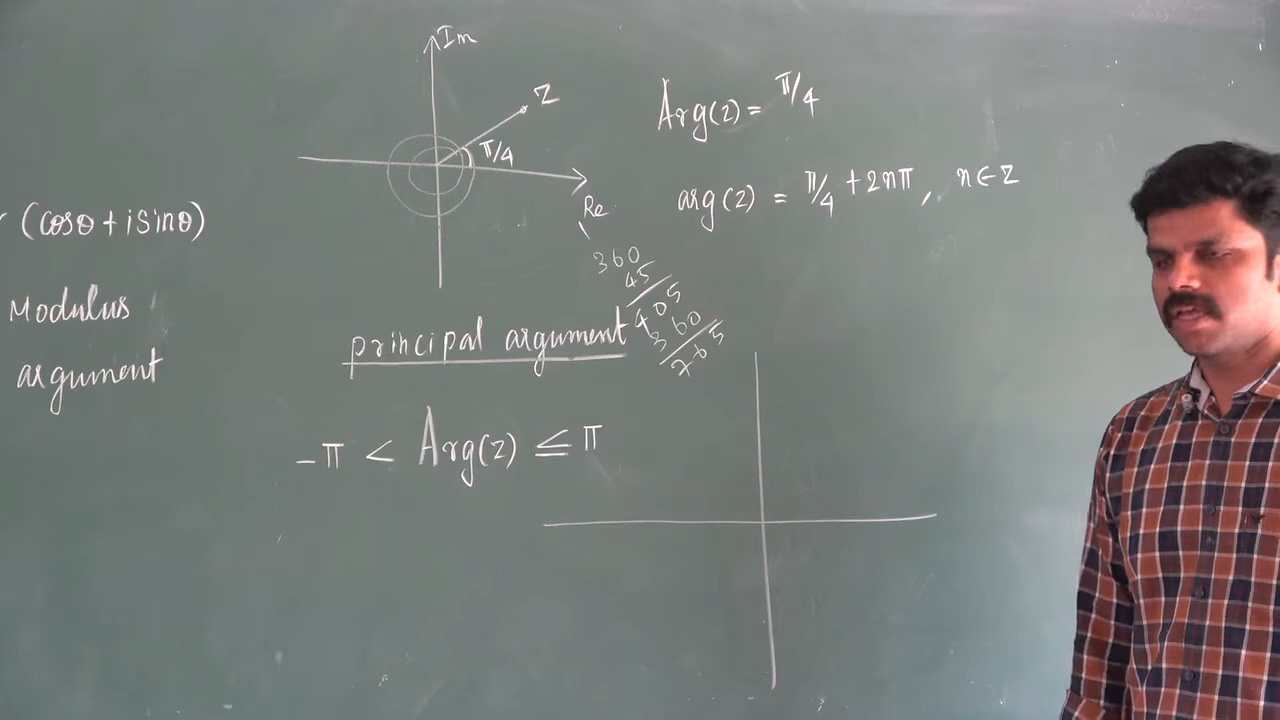 Im
Z
π/4
Re
Arg(z) = π/4
arg(z) = π/4 + 2nπ, n∈Z
r (cosθ + i sinθ)
Modulus
argument
360
45
405
360
765
principal argument
-π < Arg(z) ≤ π